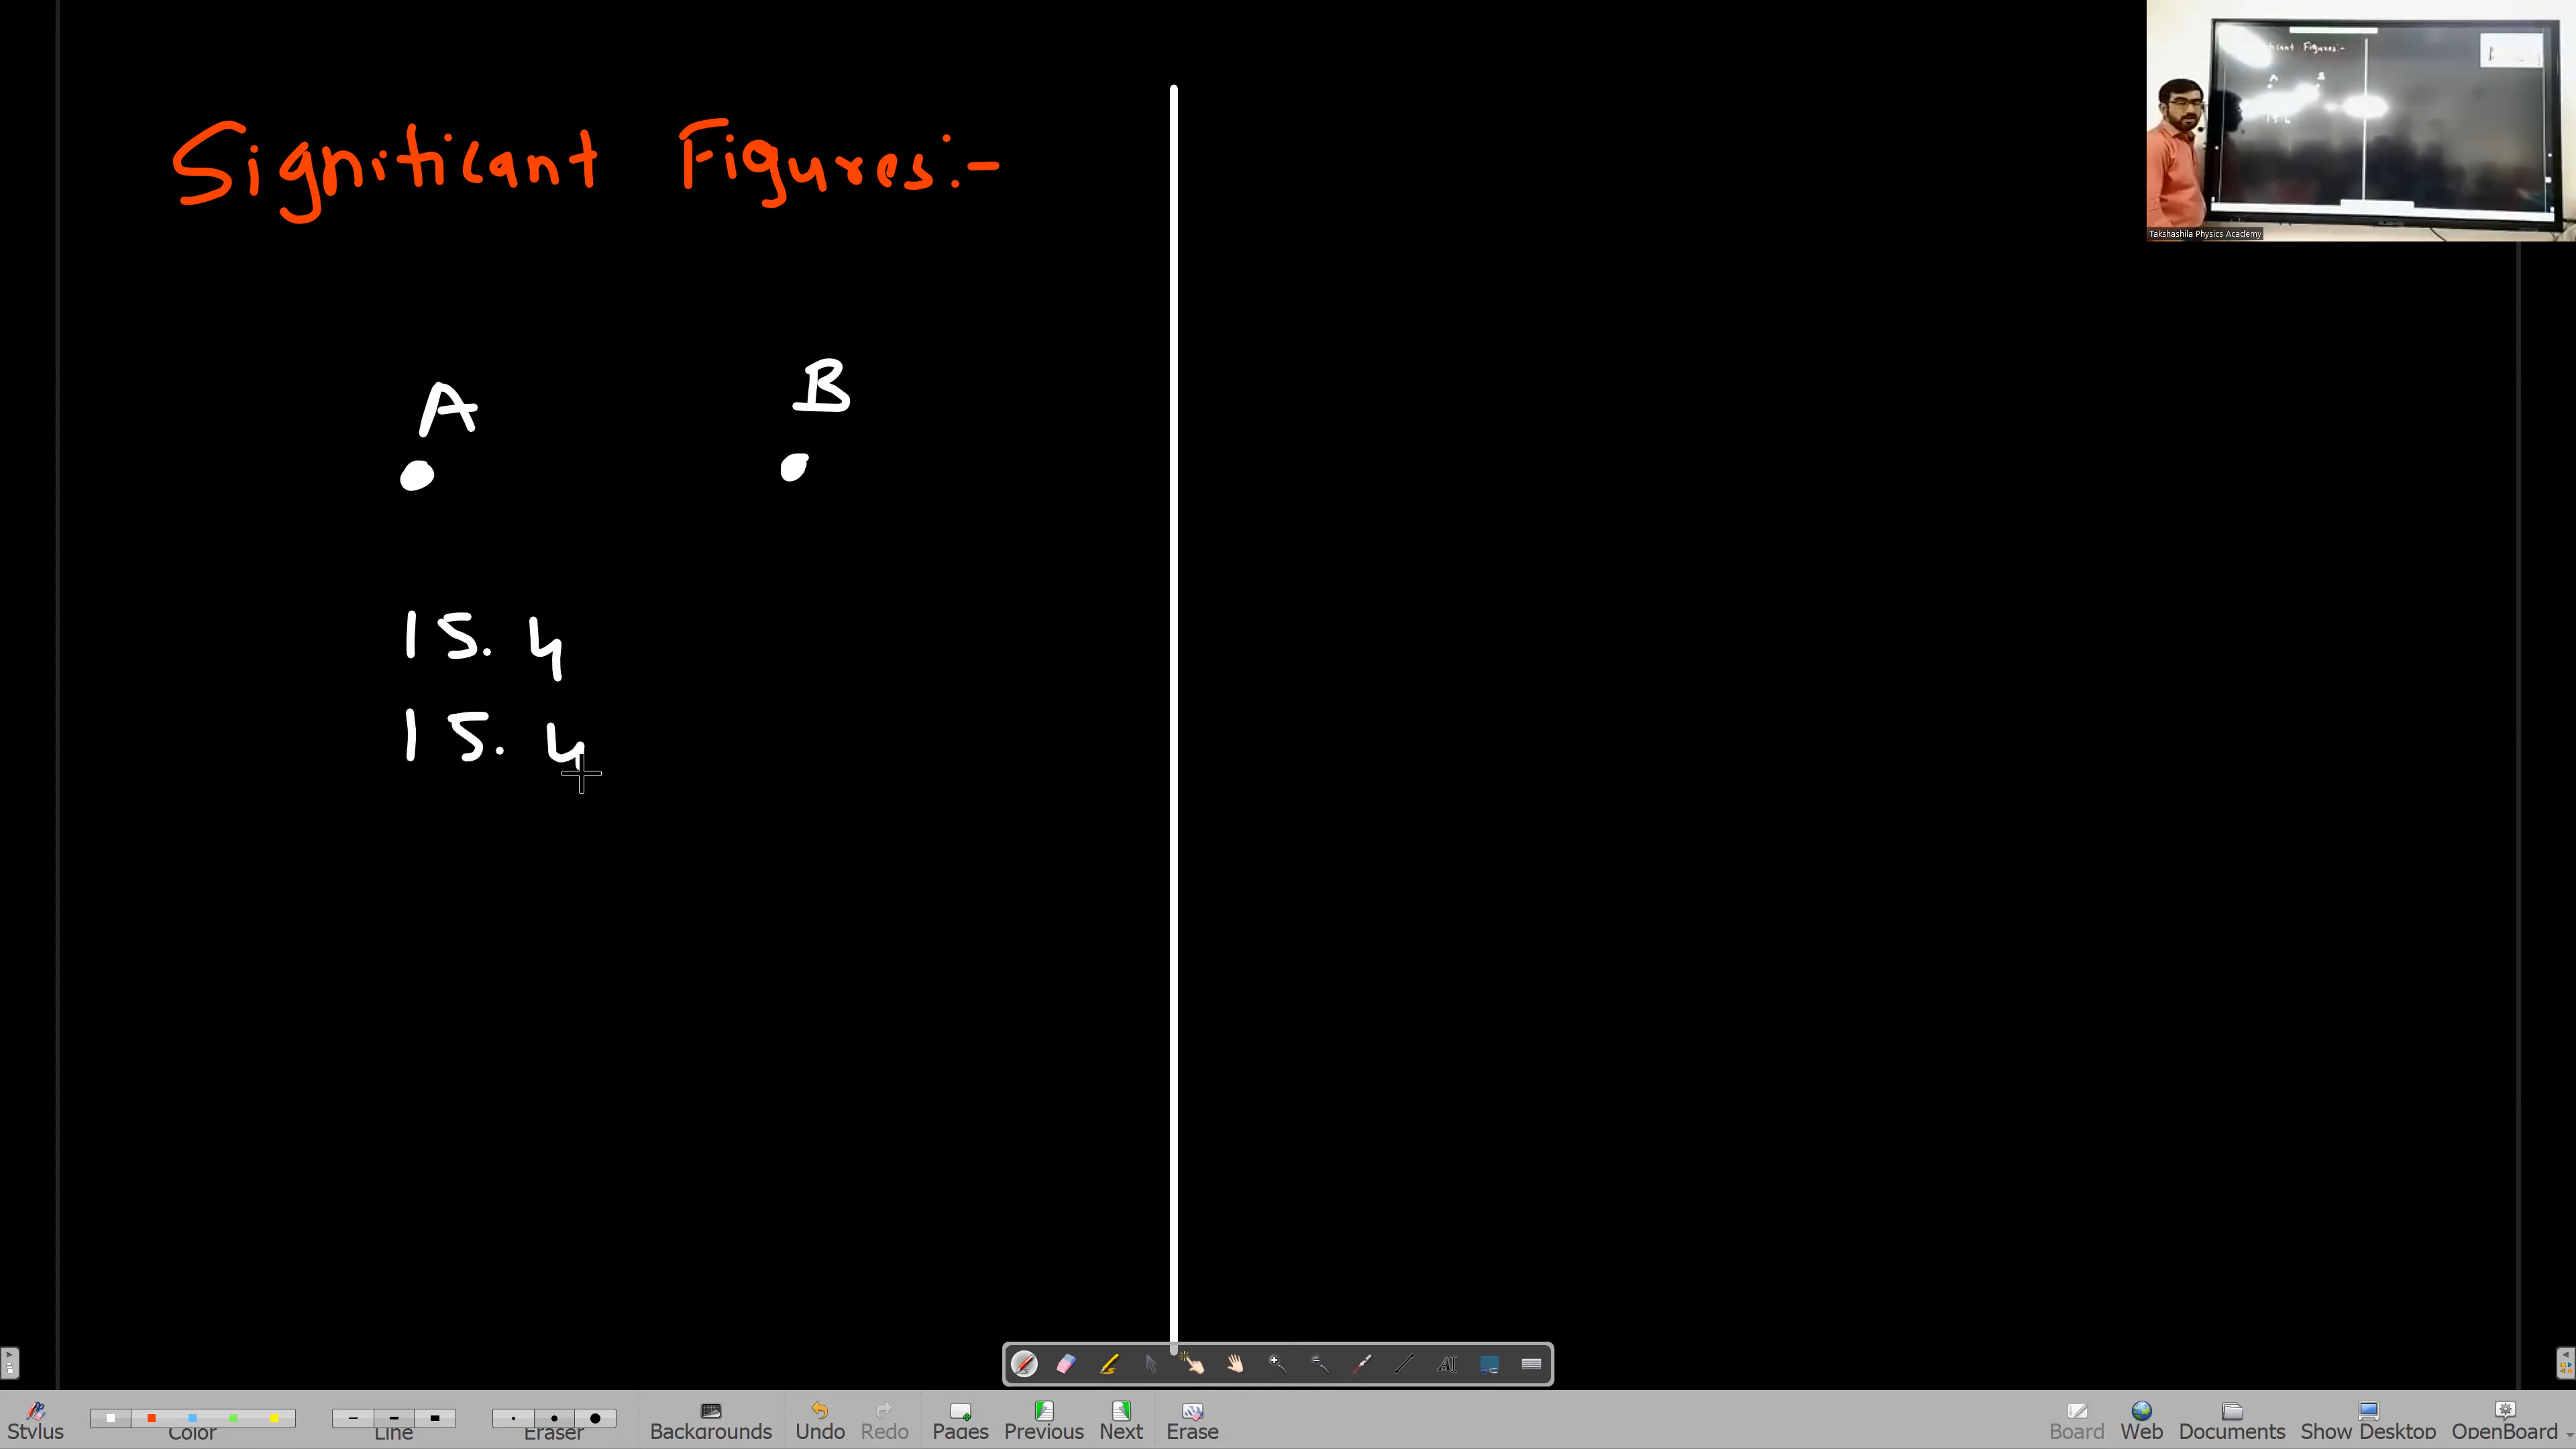 Significant Figures:-
A B
15.4
15.4
Takshashila Physics Academy
Stylus Color Line Eraser Backgrounds Undo Redo Pages Previous Next Erase Board Web Documents Show Desktop OpenBoard